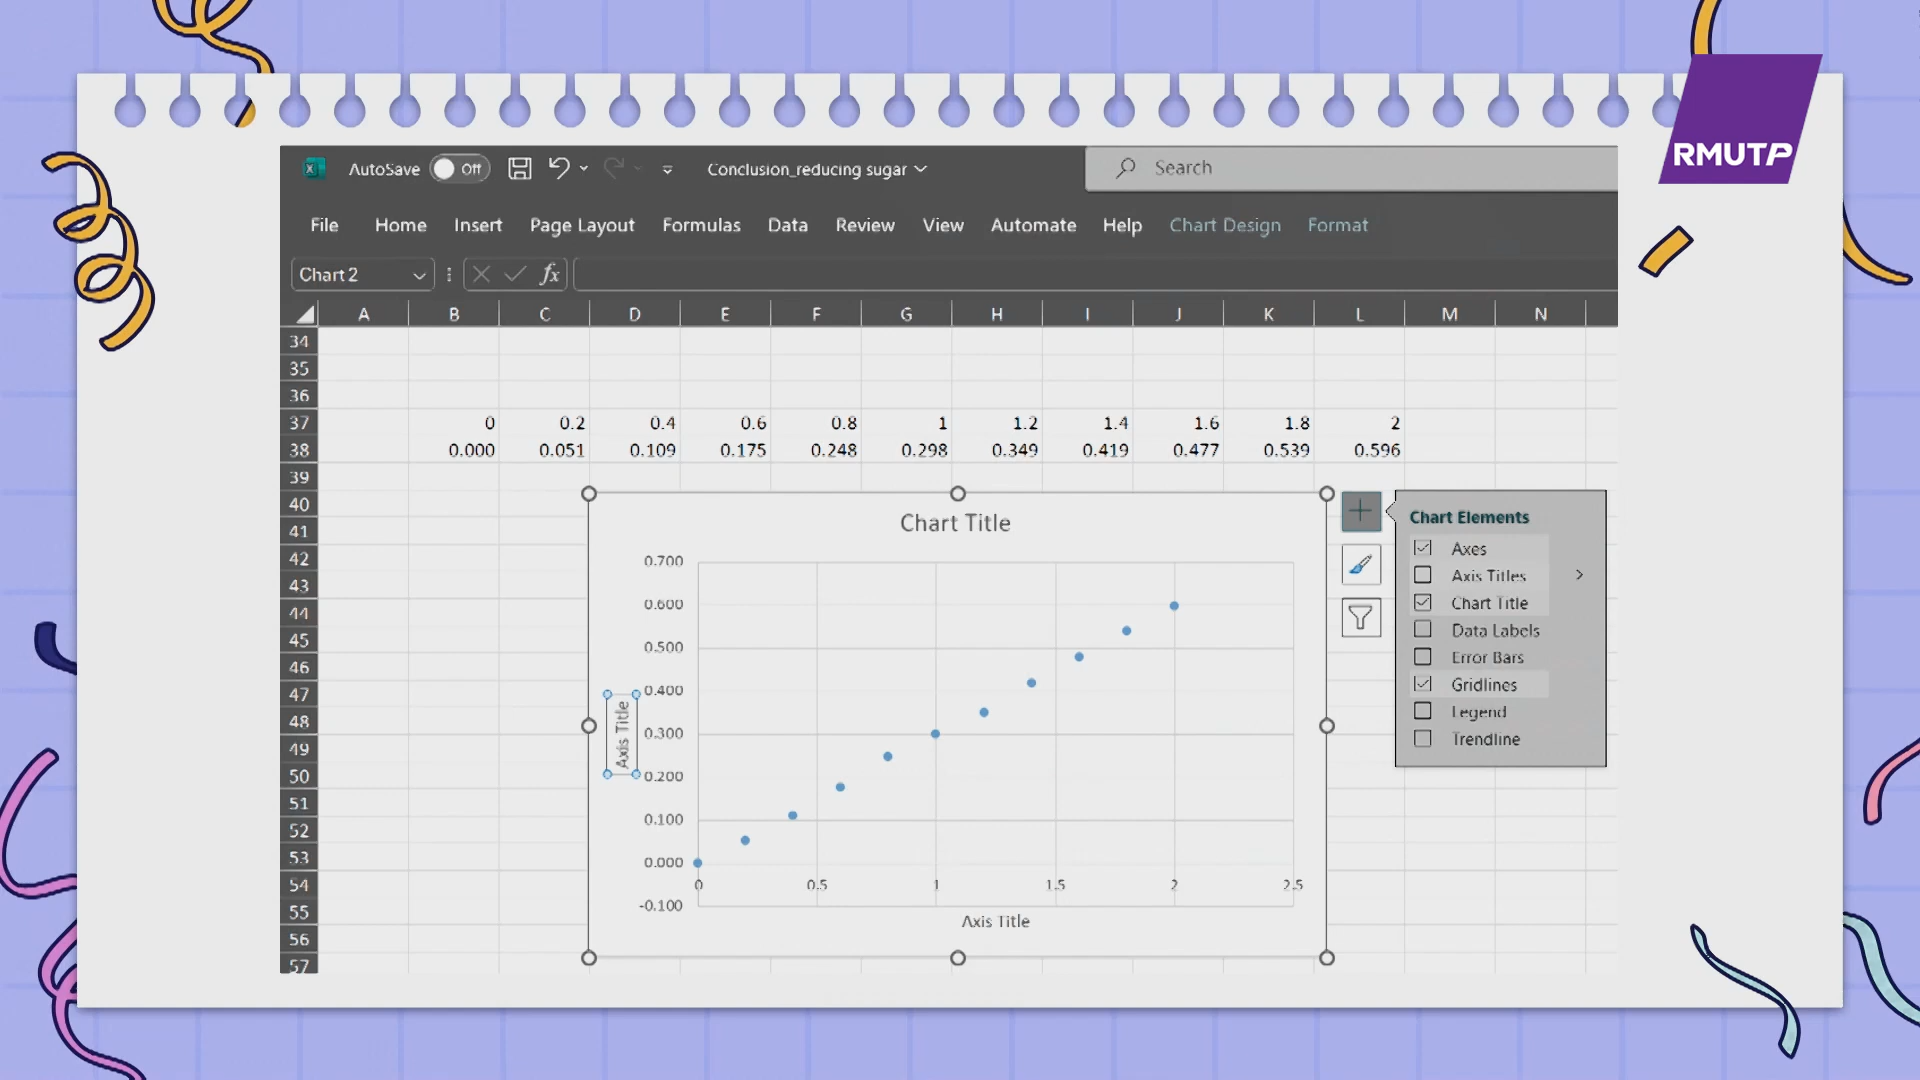 RMUTP
AutoSave Off Conclusion_reducing sugar Search
File Home Insert Page Layout Formulas Data Review View Automate Help Chart Design Format
Chart 2 fx
A B C D E F G H I J K L M N
34
35
36
37 0 0.2 0.4 0.6 0.8 1 1.2 1.4 1.6 1.8 2
38 0.000 0.051 0.109 0.175 0.248 0.298 0.349 0.419 0.477 0.539 0.596
39
40
41
42
43
44
45
46
47
48
49
50
51
52
53
54
55
56
57
Chart Title
0.700
0.600
0.500
0.400
0.300
0.200
0.100
0.000
-0.100
Axis Title
0 0.5 1 1.5 2 2.5
Axis Title
Chart Elements
Axes
Axis Titles
Chart Title
Data Labels
Error Bars
Gridlines
Legend
Trendline